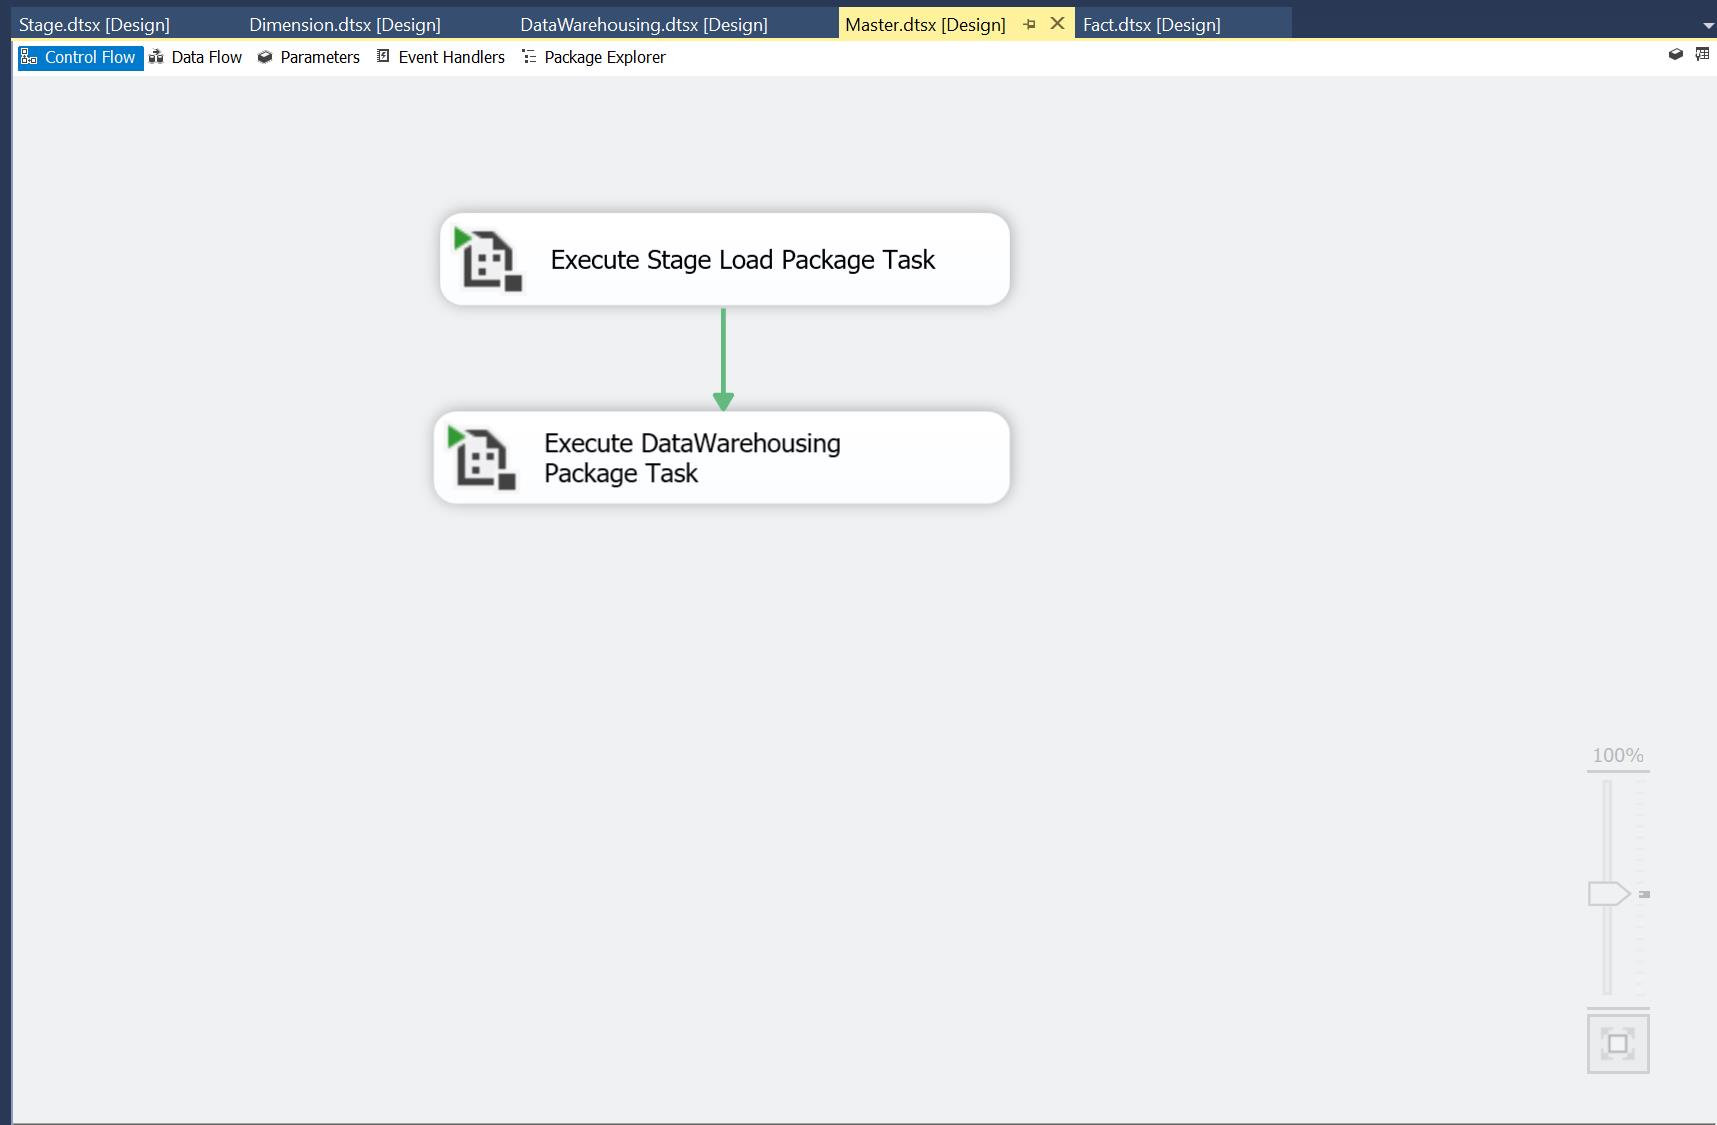 Stage.dtsx [Design] Dimension.dtsx [Design] DataWarehousing.dtsx [Design] Master.dtsx [Design] Fact.dtsx [Design]
Control Flow Data Flow Parameters Event Handlers Package Explorer
Execute Stage Load Package Task
Execute DataWarehousing
Package Task
100%